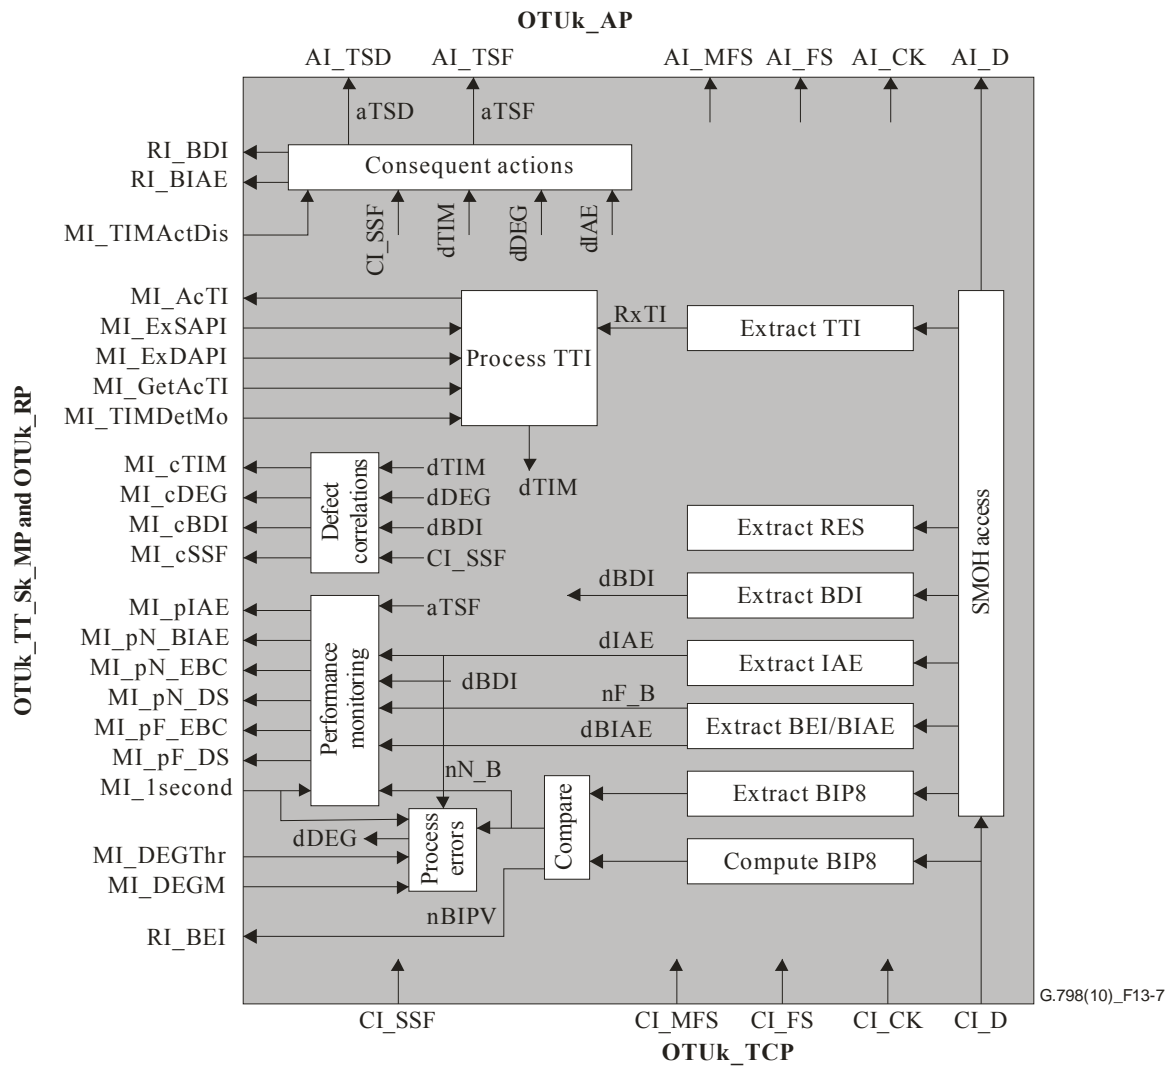 OTUk_AP
AI_TSD
AI_TSF
AI_MFS
AI_FS
AI_CK
AI_D
aTSD
aTSF
RI_BDI
RI_BIAE
Consequent actions
MI_TIMActDis
CI_SSF
dTIM
dDEG
dIAE
MI_AcTI
MI_ExSAPI
MI_ExDAPI
MI_GetAcTI
MI_TIMDetMo
Process TTI
RxTI
Extract TTI
dTIM
OTUk_TT_Sk_MP and OTUk_RP
MI_cTIM
MI_cDEG
MI_cBDI
MI_cSSF
Defect
correlations
dTIM
dDEG
dBDI
CI_SSF
Extract RES
dBDI
Extract BDI
SMOH access
MI_pIAE
MI_pN_BIAE
MI_pN_EBC
MI_pN_DS
MI_pF_EBC
MI_pF_DS
MI_1second
Performance
monitoring
aTSF
dIAE
Extract IAE
dBDI
nF_B
dBIAE
Extract BEI/BIAE
nN_B
Extract BIP8
Compare
Compute BIP8
dDEG
Process
errors
MI_DEGThr
MI_DEGM
nBIPV
RI_BEI
G.798(10)_F13-7
CI_SSF
CI_MFS
CI_FS
CI_CK
CI_D
OTUk_TCP